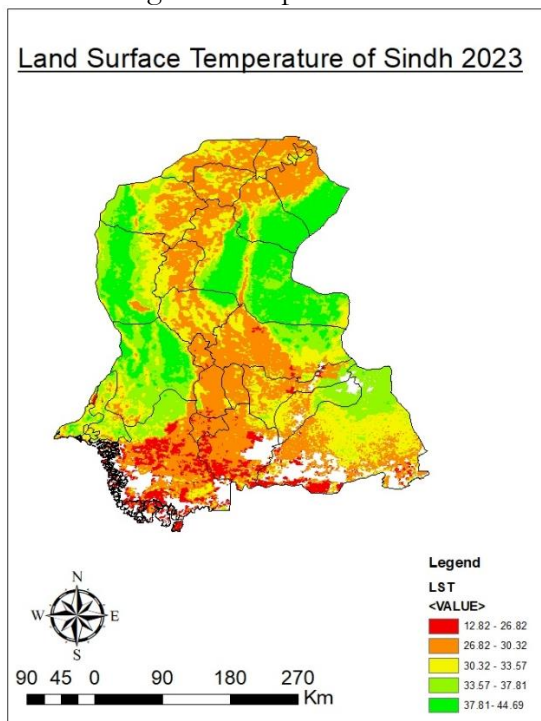 Land Surface Temperature of Sindh 2023
N
W
E
S
90 45 0 90 180 270
Km
Legend
LST
<VALUE>
12.82 - 26.82
26.82 - 30.32
30.32 - 33.57
33.57 - 37.81
37.81- 44.69